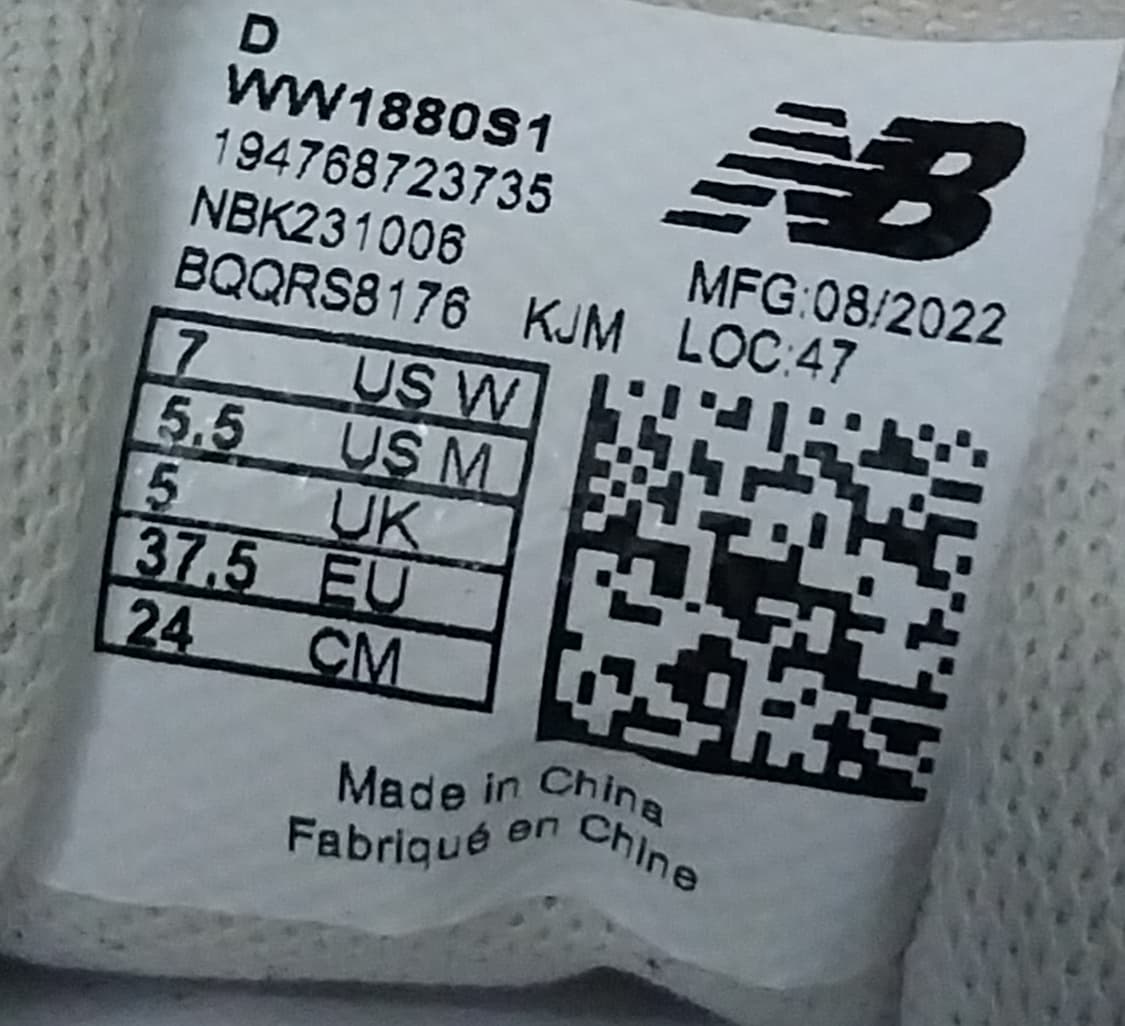 D
WW1880S1
194768723735
NBK231006
BQQRS8176 KJM
NB
MFG:08/2022
LOC:47
7 US W
5.5 US M
5 UK
37.5 EU
24 CM
Made in China
Fabriqué en Chine